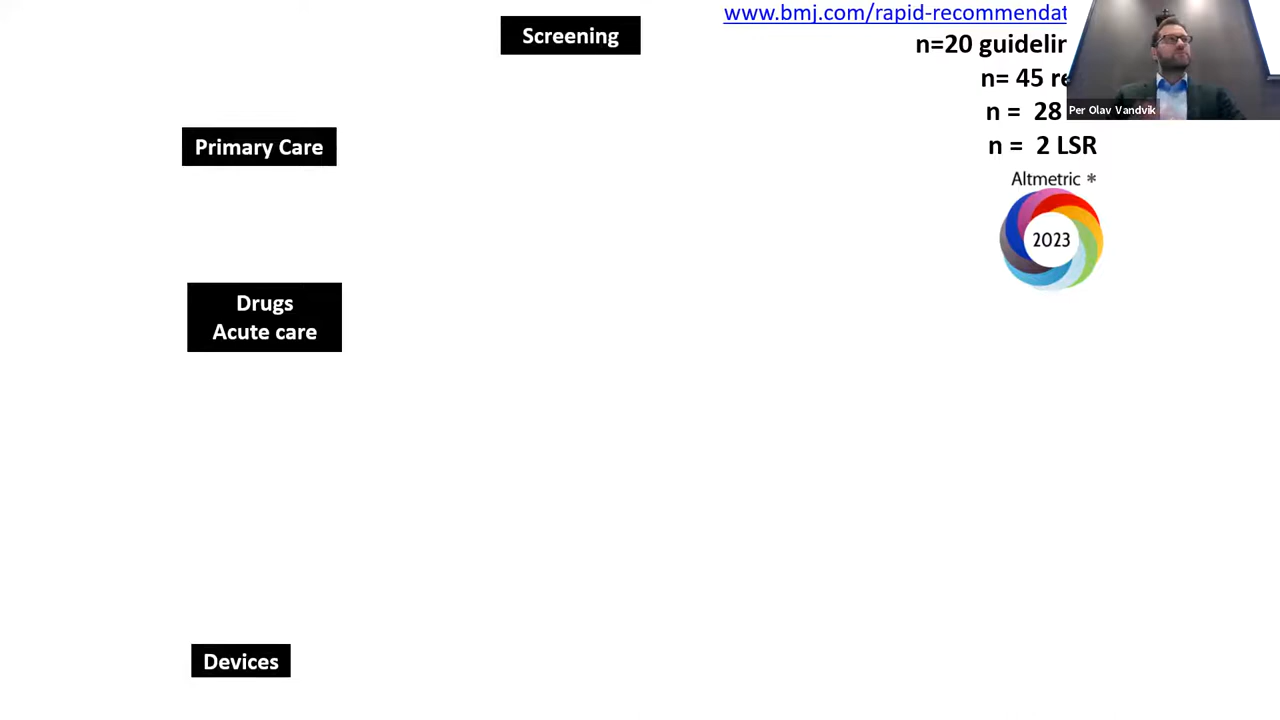 Screening
www.bmj.com/rapid-recommendat
n=20 guidelin
n= 45 re
n = 28
n = 2 LSR
Per Olav Vandvik
Primary Care
Altmetric *
2023
Drugs
Acute care
Devices